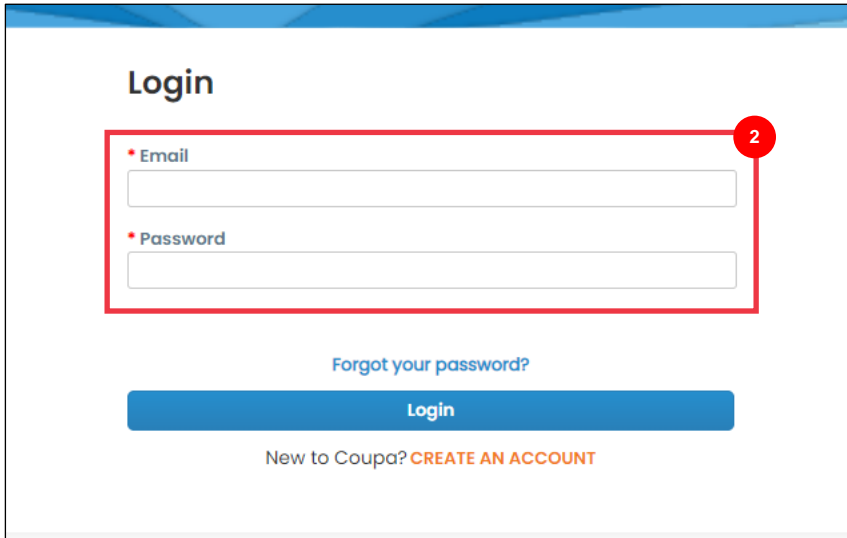 Login
2
* Email
* Password
Forgot your password?
Login
New to Coupa? CREATE AN ACCOUNT